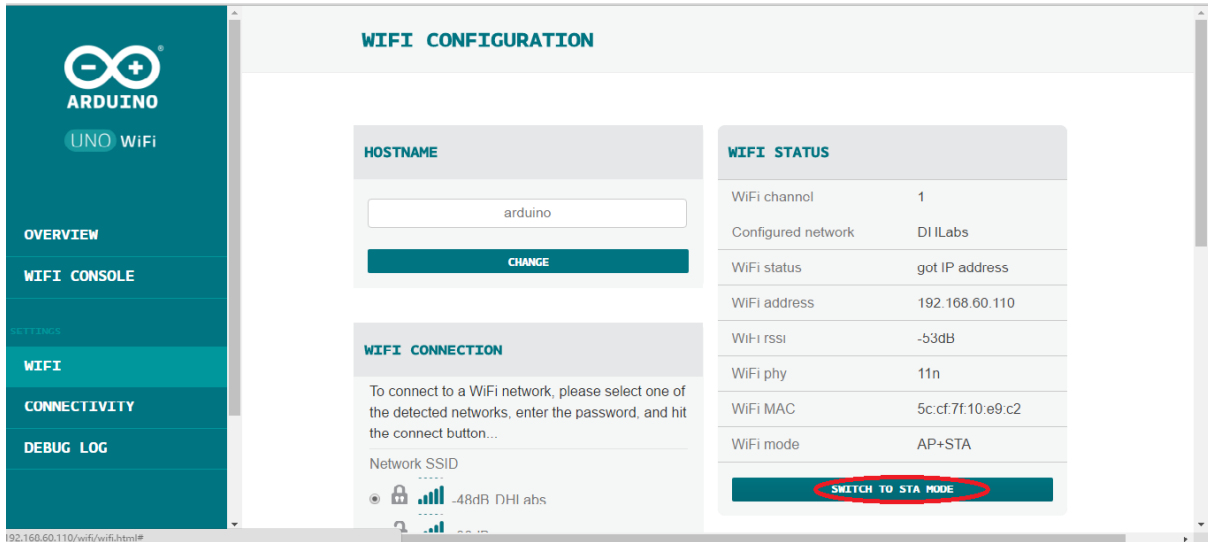 ARDUINO
UNO WiFi
OVERVIEW
WIFI CONSOLE
SETTINGS
WIFI
CONNECTIVITY
DEBUG LOG
WIFI CONFIGURATION
HOSTNAME
arduino
CHANGE
WIFI CONNECTION
To connect to a WiFi network, please select one of
the detected networks, enter the password, and hit
the connect button...
Network SSID
-48dB DHLabs
WIFI STATUS
WiFi channel 1
Configured network
WiFi status got IP address
WiFi address 192.168.60.110
WiFi rssi -53dB
WiFi phy 11n
WiFi MAC 5c:cf:7f:10:e9:c2
WiFi mode AP+STA
SWITCH TO STA MODE
192.168.60.110/wifi/wifi.html#